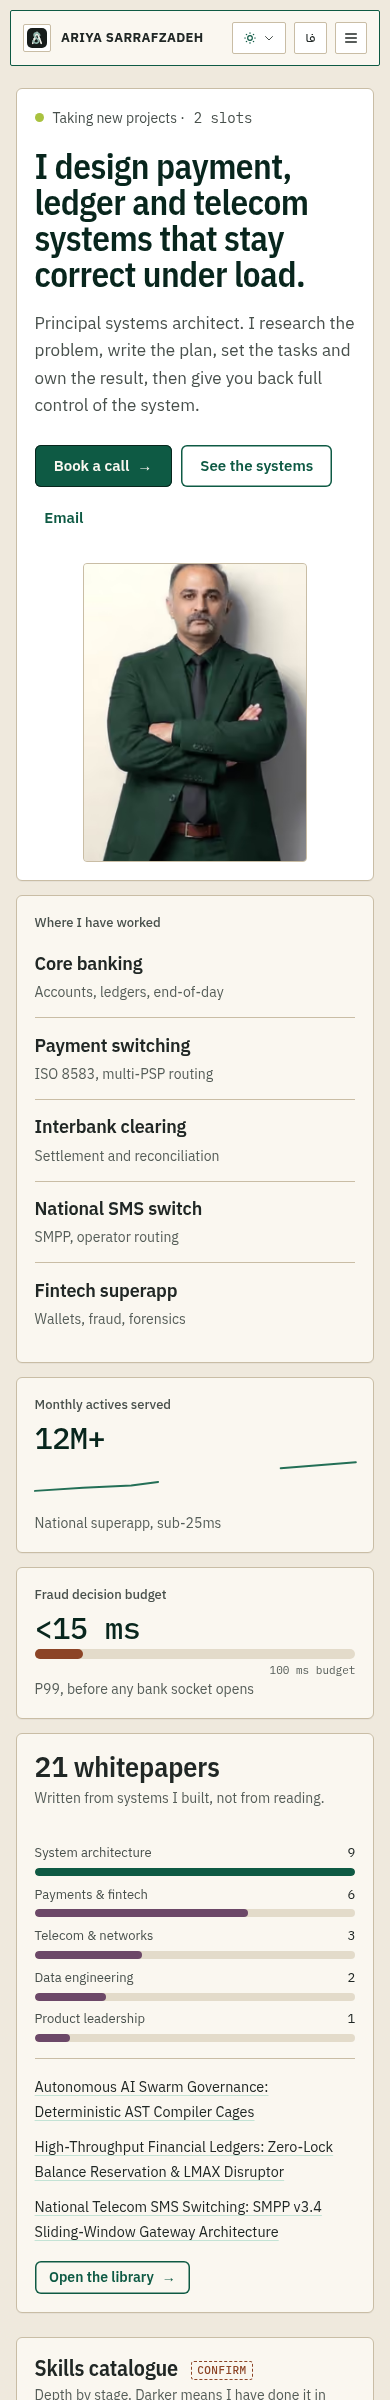 ARIYA SARRAFZADEH
فا
Taking new projects · 2 slots
I design payment,
ledger and telecom
systems that stay
correct under load.
Principal systems architect. I research the
problem, write the plan, set the tasks and
own the result, then give you back full
control of the system.
Book a call →
See the systems
Email
Where I have worked
Core banking
Accounts, ledgers, end-of-day
Payment switching
ISO 8583, multi-PSP routing
Interbank clearing
Settlement and reconciliation
National SMS switch
SMPP, operator routing
Fintech superapp
Wallets, fraud, forensics
Monthly actives served
12M+
National superapp, sub-25ms
Fraud decision budget
<15 ms
100 ms budget
P99, before any bank socket opens
21 whitepapers
Written from systems I built, not from reading.
System architecture 9
Payments & fintech 6
Telecom & networks 3
Data engineering 2
Product leadership 1
Autonomous AI Swarm Governance:
Deterministic AST Compiler Cages
High-Throughput Financial Ledgers: Zero-Lock
Balance Reservation & LMAX Disruptor
National Telecom SMS Switching: SMPP v3.4
Sliding-Window Gateway Architecture
Open the library →
Skills catalogue CONFIRM
Depth by stage. Darker means I have done it in